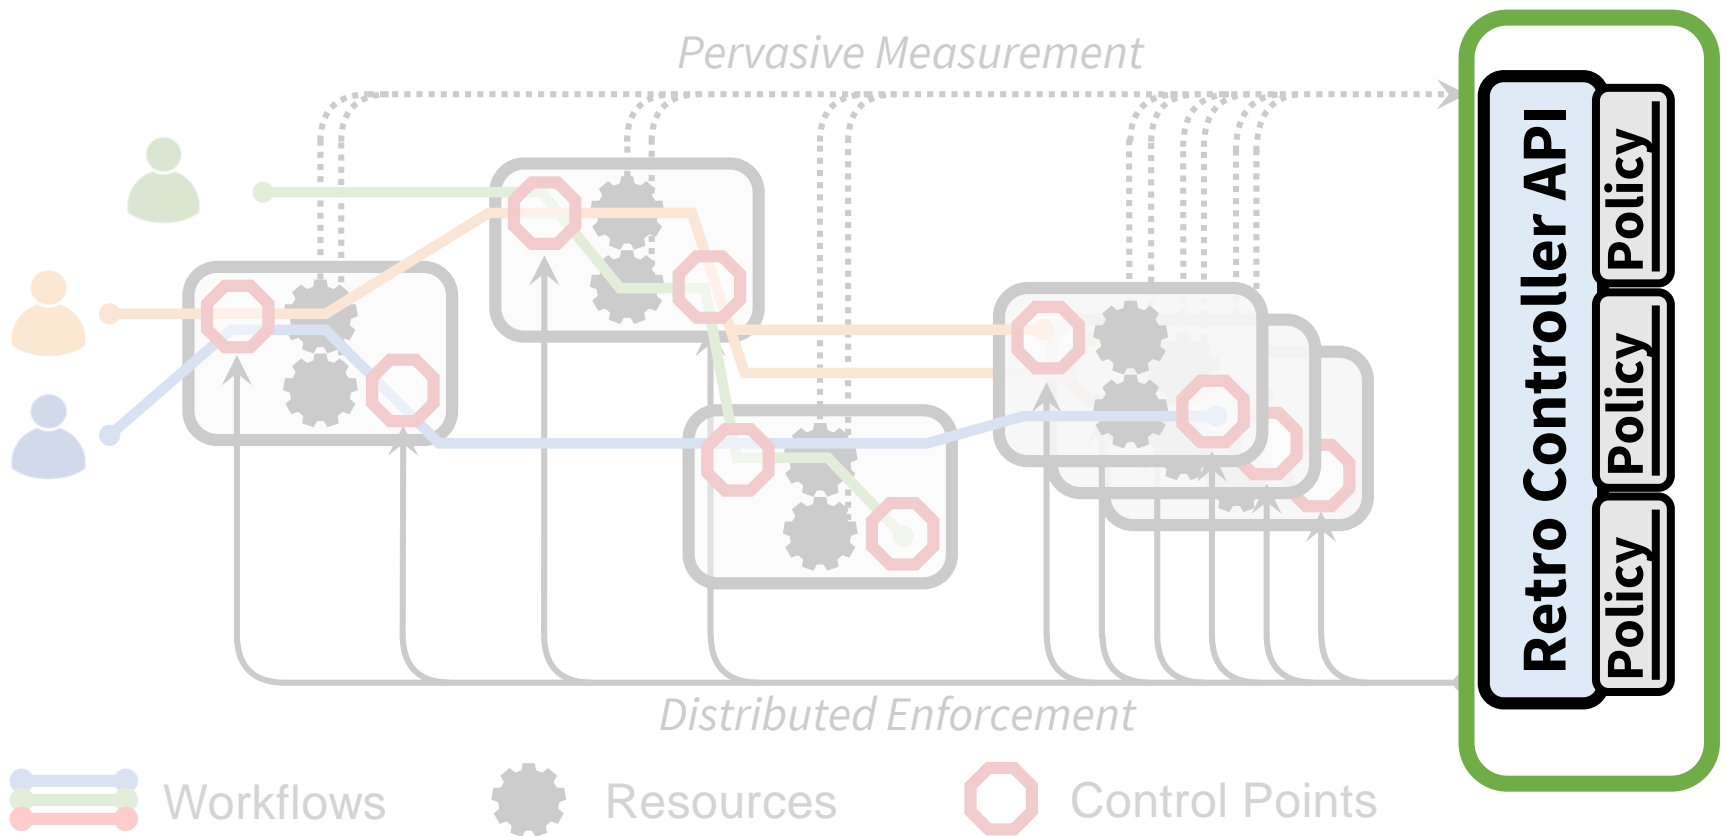 Pervasive Measurement
Retro Controller API
Policy
Policy
Policy
Distributed Enforcement
Workflows
Resources
Control Points